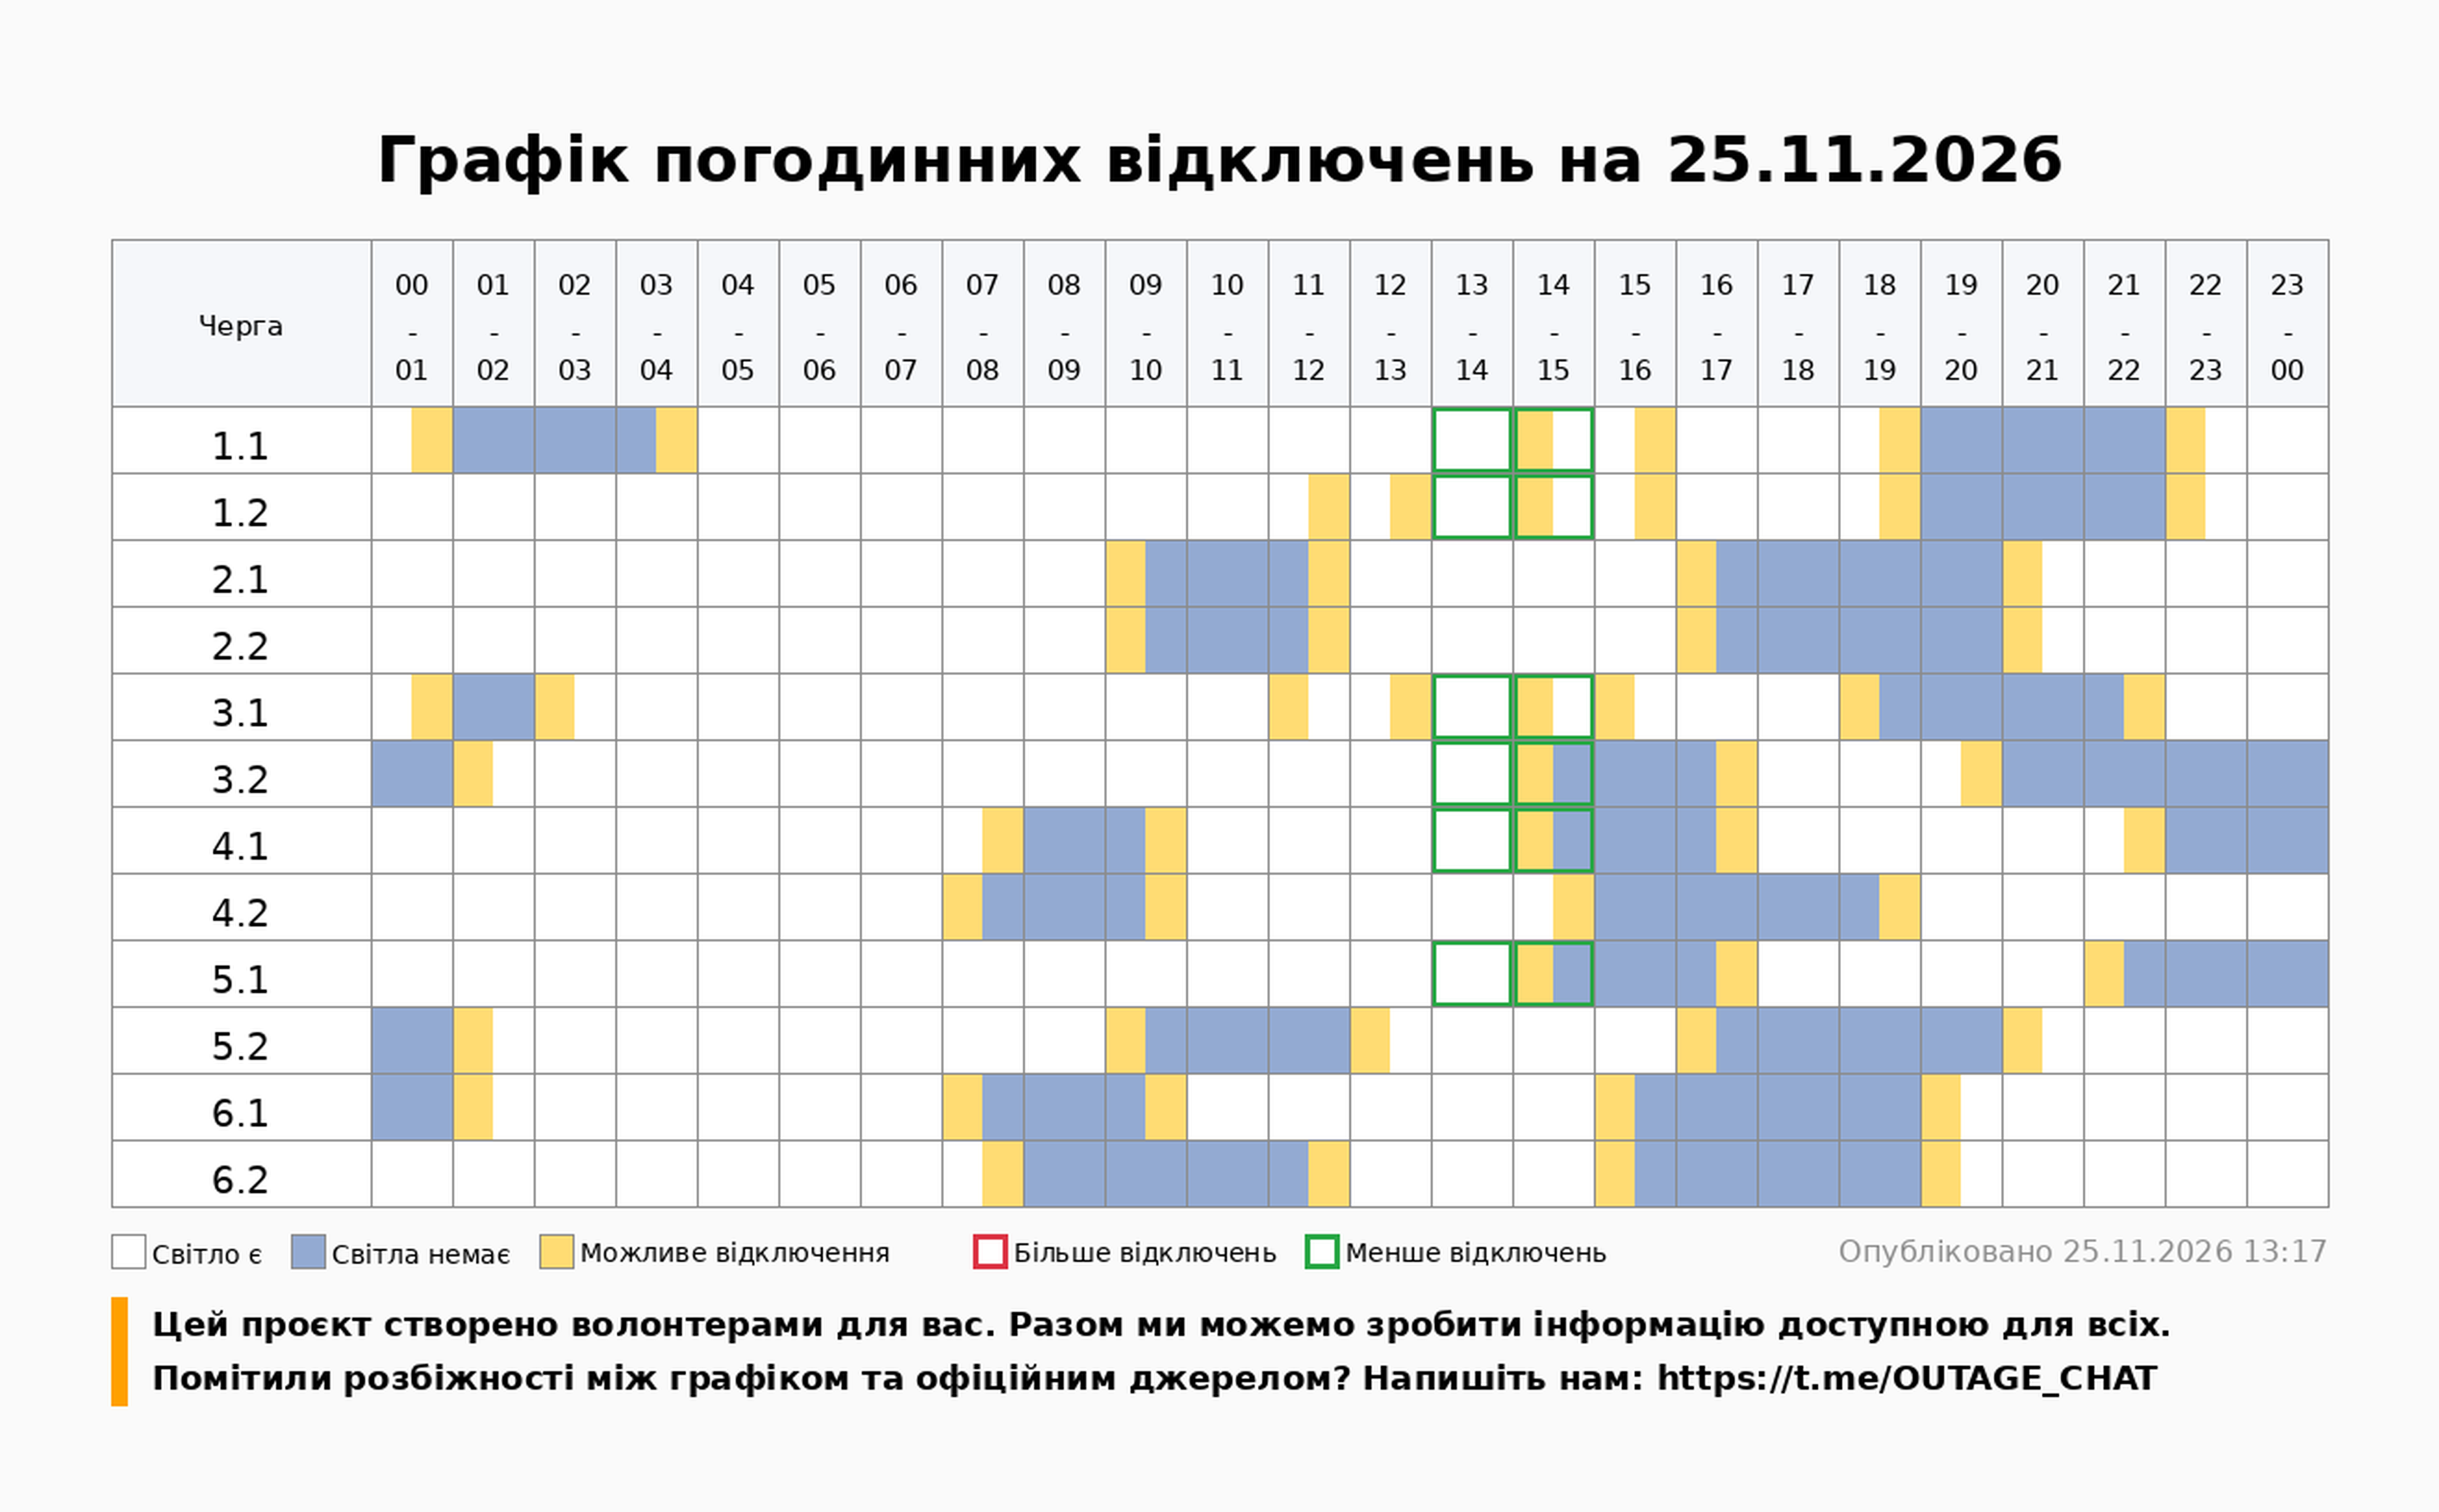 Графік погодинних відключень на 25.11.2026
Черга
00 - 01
01 - 02
02 - 03
03 - 04
04 - 05
05 - 06
06 - 07
07 - 08
08 - 09
09 - 10
10 - 11
11 - 12
12 - 13
13 - 14
14 - 15
15 - 16
16 - 17
17 - 18
18 - 19
19 - 20
20 - 21
21 - 22
22 - 23
23 - 00
1.1
1.2
2.1
2.2
3.1
3.2
4.1
4.2
5.1
5.2
6.1
6.2
Світло є
Світла немає
Можливе відключення
Більше відключень
Менше відключень
Опубліковано 25.11.2026 13:17
Цей проєкт створено волонтерами для вас. Разом ми можемо зробити інформацію доступною для всіх.
Помітили розбіжності між графіком та офіційним джерелом? Напишіть нам: https://t.me/OUTAGE_CHAT